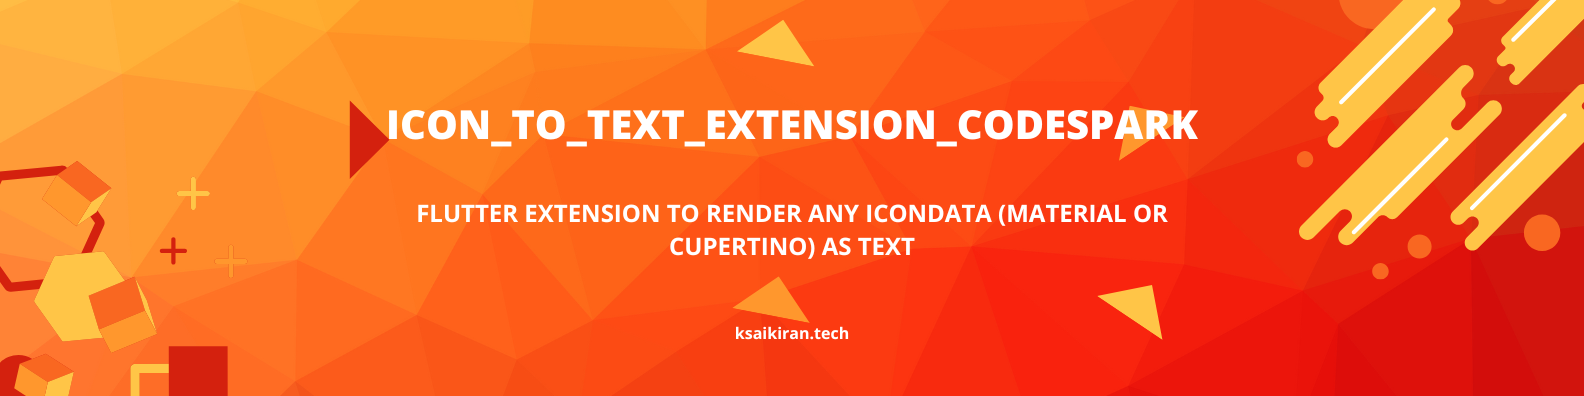 ICON_TO_TEXT_EXTENSION_CODESPARK
FLUTTER EXTENSION TO RENDER ANY ICONDATA (MATERIAL OR
CUPERTINO) AS TEXT
ksaikiran.tech